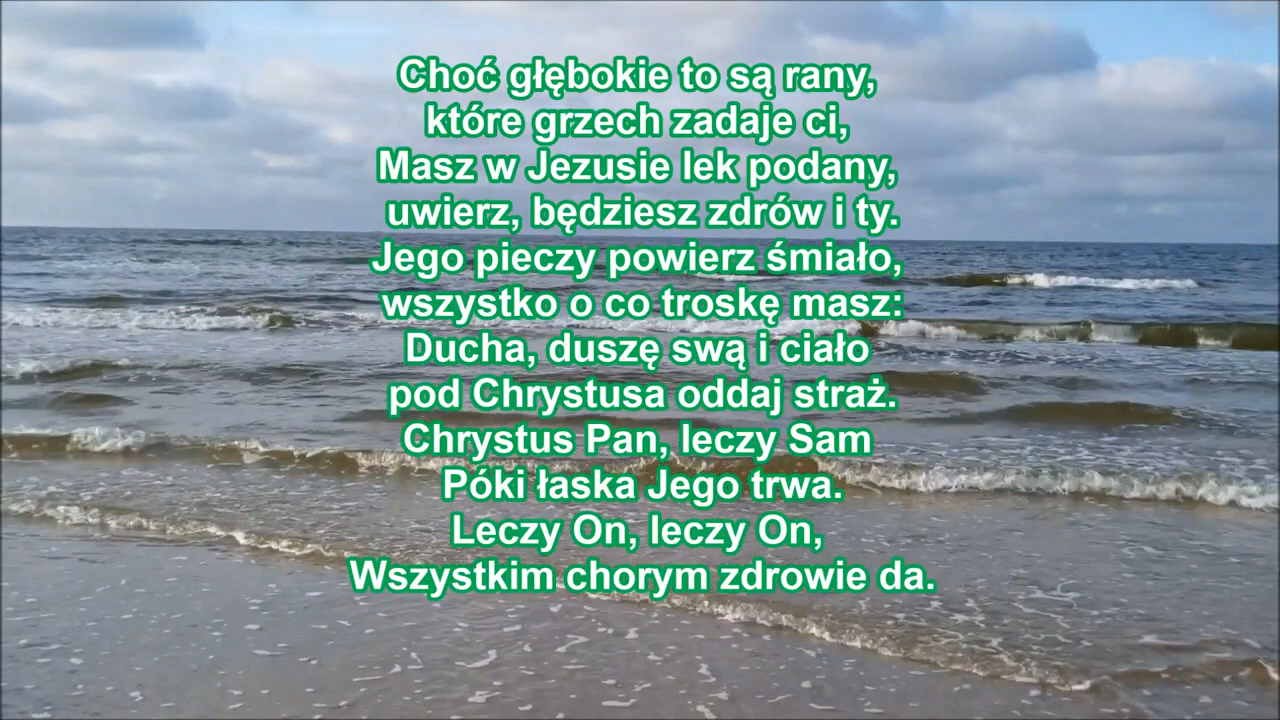 Choć głębokie to są rany,
które grzech zadaje ci,
Masz w Jezusie lek podany,
uwierz, będziesz zdrów i ty.
Jego pieczy powierz śmiało,
wszystko o co troskę masz:
Ducha, duszę swą i ciało
pod Chrystusa oddaj straż.
Chrystus Pan, leczy Sam
Póki łaska Jego trwa.
Leczy On, leczy On,
Wszystkim chorym zdrowie da.